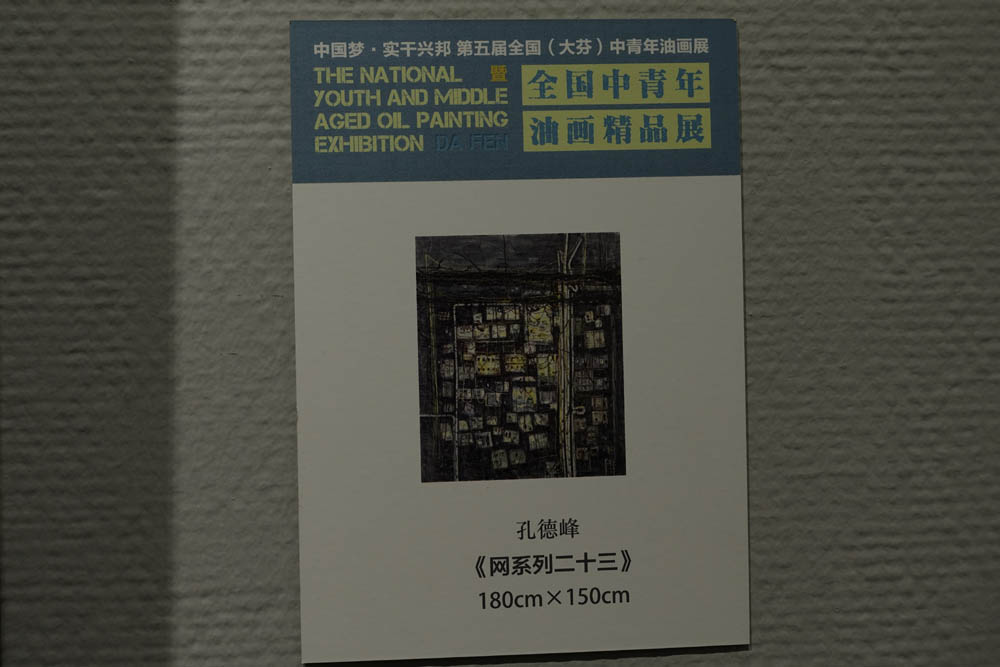 中国梦·实干兴邦 第五届全国（大芬）中青年油画展
THE NATIONAL 暨
YOUTH AND MIDDLE
AGED OIL PAINTING
EXHIBITION DA FEN
全国中青年
油画精品展
孔德峰
《网系列二十三》
180cm×150cm